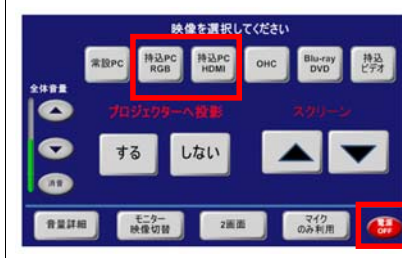 映像を選択してください
常設PC
持込PC
RGB
持込PC
HDMI
OHC
Blu-ray
DVD
持込
ビデオ
全体音量
プロジェクターへ投影
スクリーン
する
しない
消音
音量詳細
モニター
映像切替
2画面
マイク
のみ利用
電源
OFF